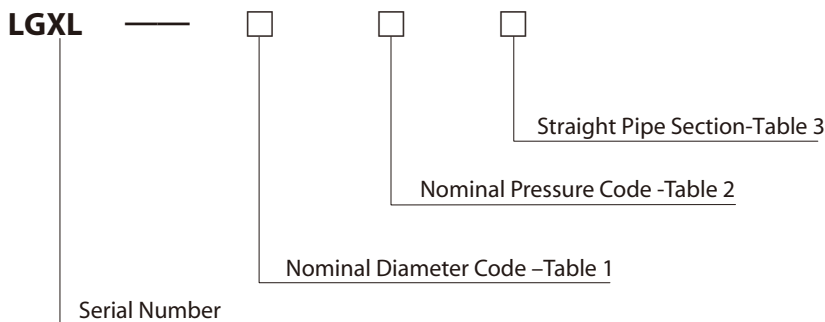 LGXL —— □ □ □
Straight Pipe Section-Table 3
Nominal Pressure Code -Table 2
Nominal Diameter Code –Table 1
Serial Number